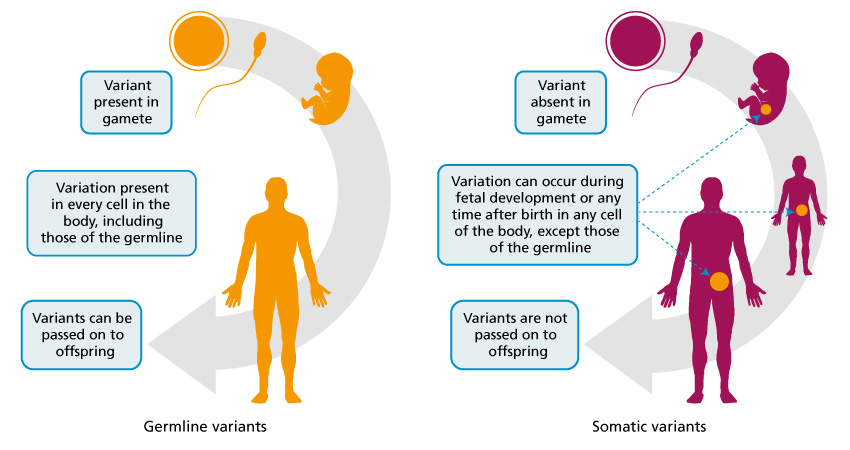 Variant
present in
gamete
Variation present
in every cell in the
body, including
those of the germline
Variants can be
passed on to
offspring
Germline variants
Variant
absent in
gamete
Variation can occur during
fetal development or any
time after birth in any cell
of the body, except those
of the germline
Variants are not
passed on to
offspring
Somatic variants